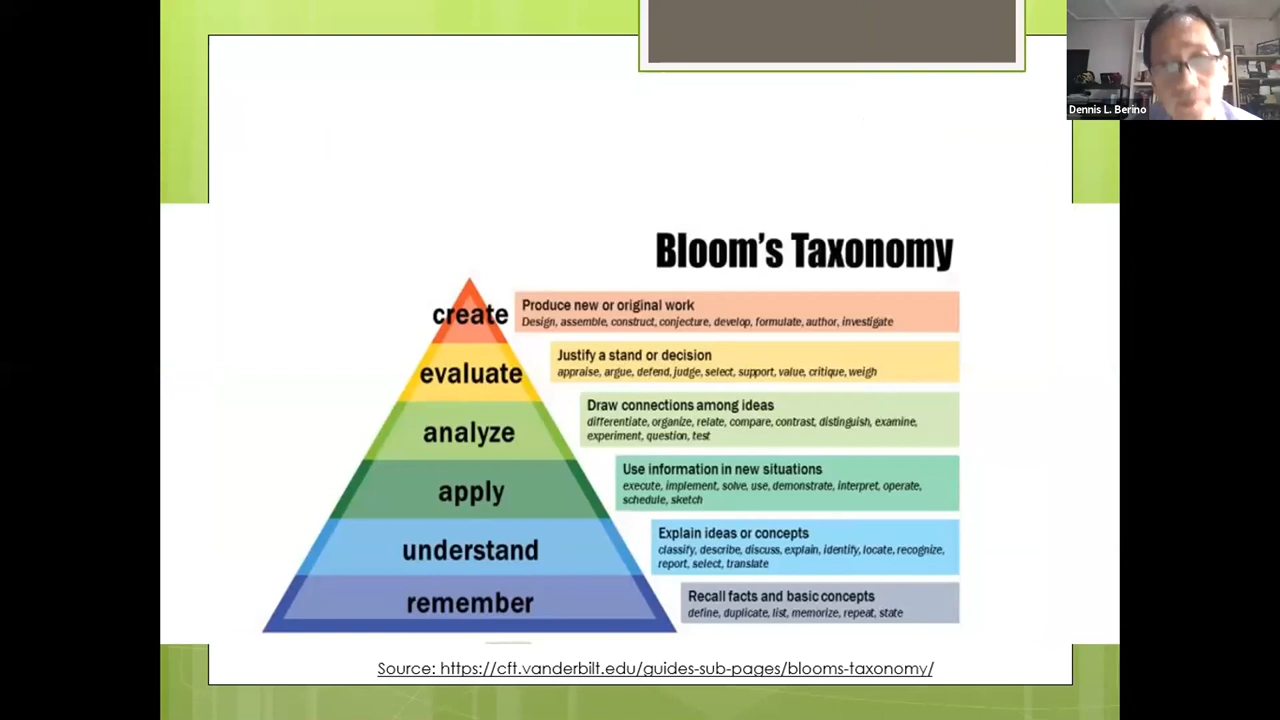 Dennis L. Berino
Bloom's Taxonomy
create
Produce new or original work
Design, assemble, construct, conjecture, develop, formulate, author, investigate
evaluate
Justify a stand or decision
appraise, argue, defend, judge, select, support, value, critique, weigh
analyze
Draw connections among ideas
differentiate, organize, relate, compare, contrast, distinguish, examine,
experiment, question, test
apply
Use information in new situations
execute, implement, solve, use, demonstrate, interpret, operate,
schedule, sketch
understand
Explain ideas or concepts
classify, describe, discuss, explain, identify, locate, recognize,
report, select, translate
remember
Recall facts and basic concepts
define, duplicate, list, memorize, repeat, state
Source: https://cft.vanderbilt.edu/guides-sub-pages/blooms-taxonomy/